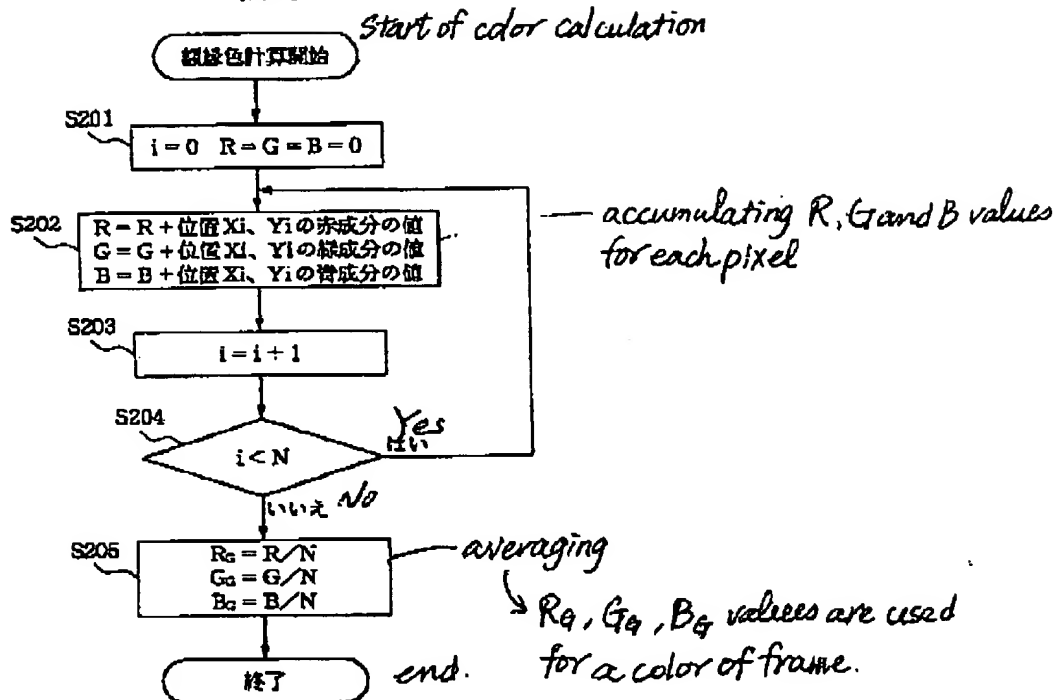 Start of color calculation
額縁色計算開始
S201
i=0 R=G=B=0
S202
R=R+位置Xi、Yiの赤成分の値
G=G+位置Xi、Yiの緑成分の値
B=B+位置Xi、Yiの青成分の値
accumulating R, G and B values
for each pixel
S203
i=i+1
S204
i<N
Yes
はい
いいえ No
S205
RG=R/N
GG=G/N
BG=B/N
averaging
RG, GG, BG values are used
for a color of frame.
終了
end.